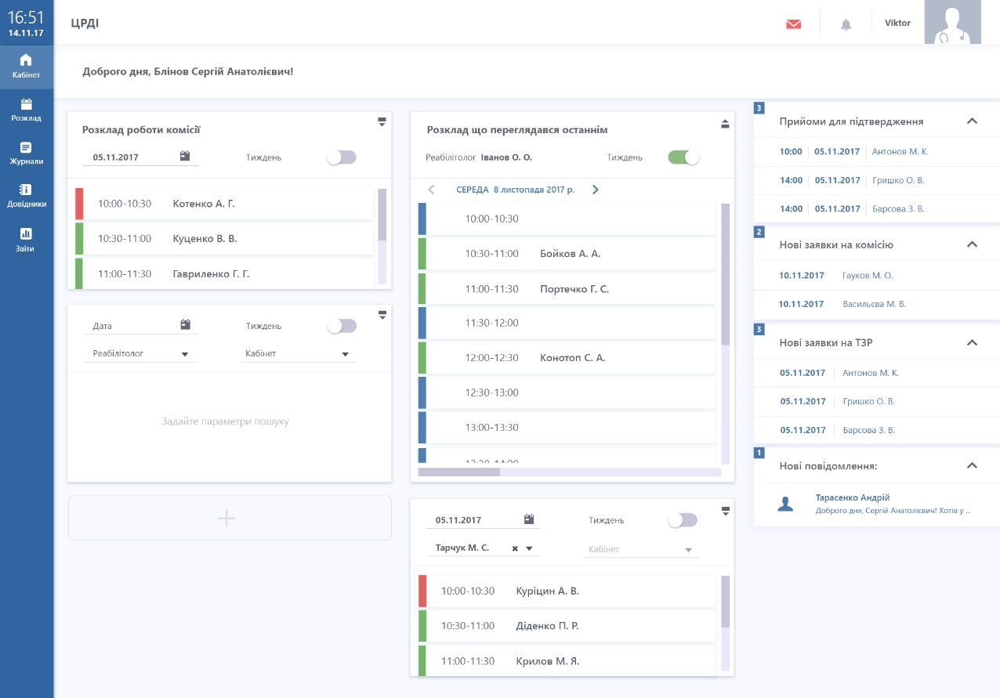 16:51
14.11.17
Кабінет
Розклад
Журнали
Довідники
Звіти
ЦРДІ
Viktor
Доброго дня, Блінов Сергій Анатолієвич!
Розклад роботи комісії
05.11.2017 Тиждень
10:00-10:30 Котенко А. Г.
10:30-11:00 Куценко В. В.
11:00-11:30 Гавриленко Г. Г.
Дата Тиждень
Реабілітолог Кабінет
Задайте параметри пошуку
Розклад що переглядався останнім
Реабілітолог Іванов О. О. Тиждень
СЕРЕДА 8 листопада 2017 р.
10:00-10:30
10:30-11:00 Бойков А. А.
11:00-11:30 Портечко Г. С.
11:30-12:00
12:00-12:30 Конотоп С. А.
12:30-13:00
13:00-13:30
05.11.2017 Тиждень
Тарчук М. С. Кабінет
10:00-10:30 Куріцин А. В.
10:30-11:00 Діденко П. Р.
11:00-11:30 Крилов М. Я.
3
Прийоми для підтвердження
10:00 05.11.2017 Антонов М. К.
14:00 05.11.2017 Гришко О. В.
14:00 05.11.2017 Барсова З. В.
2
Нові заявки на комісію
10.11.2017 Гауков М. О.
10.11.2017 Васильєва М. В.
3
Нові заявки на ТЗР
05.11.2017 Антонов М. К.
05.11.2017 Гришко О. В.
05.11.2017 Барсова З. В.
1
Нові повідомлення:
Тарасенко Андрій
Доброго дня, Сергій Анатолієвич! Хотів у ...